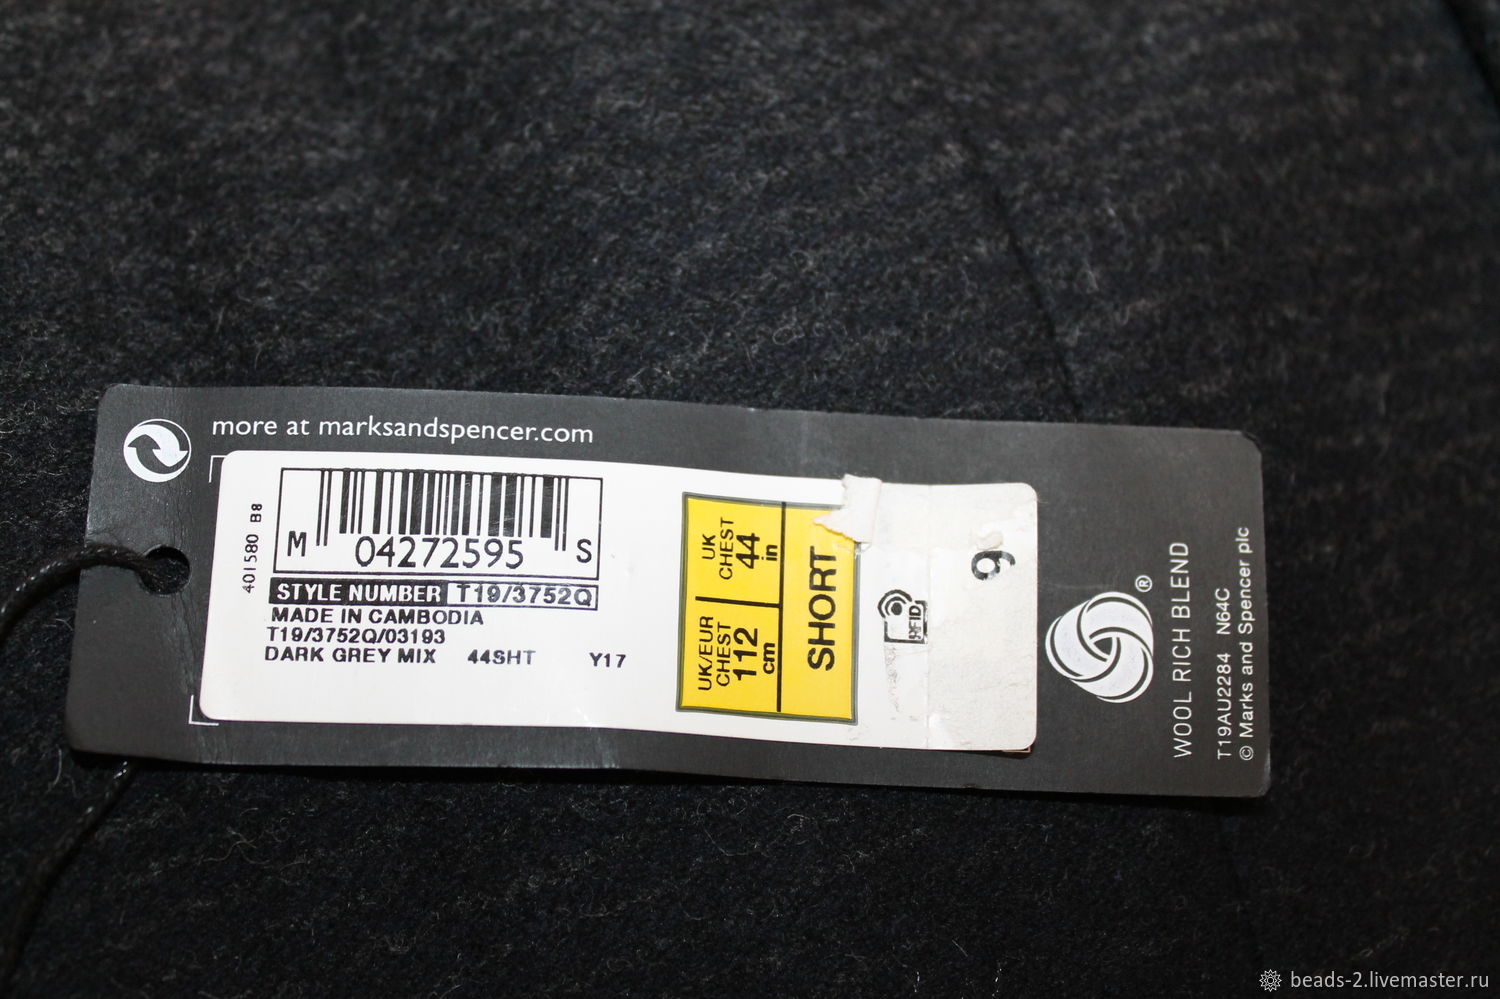 more at marksandspencer.com
401580 B8
M 04272595 S
STYLE NUMBER T19/3752Q
MADE IN CAMBODIA
T19/3752Q/03193
DARK GREY MIX 44SHT Y17
UK/EUR CHEST 112 cm
UK CHEST 44 in
SHORT
RFID
9
WOOL RICH BLEND
T19AU2284 N64C
© Marks and Spencer plc
beads-2.livemaster.ru